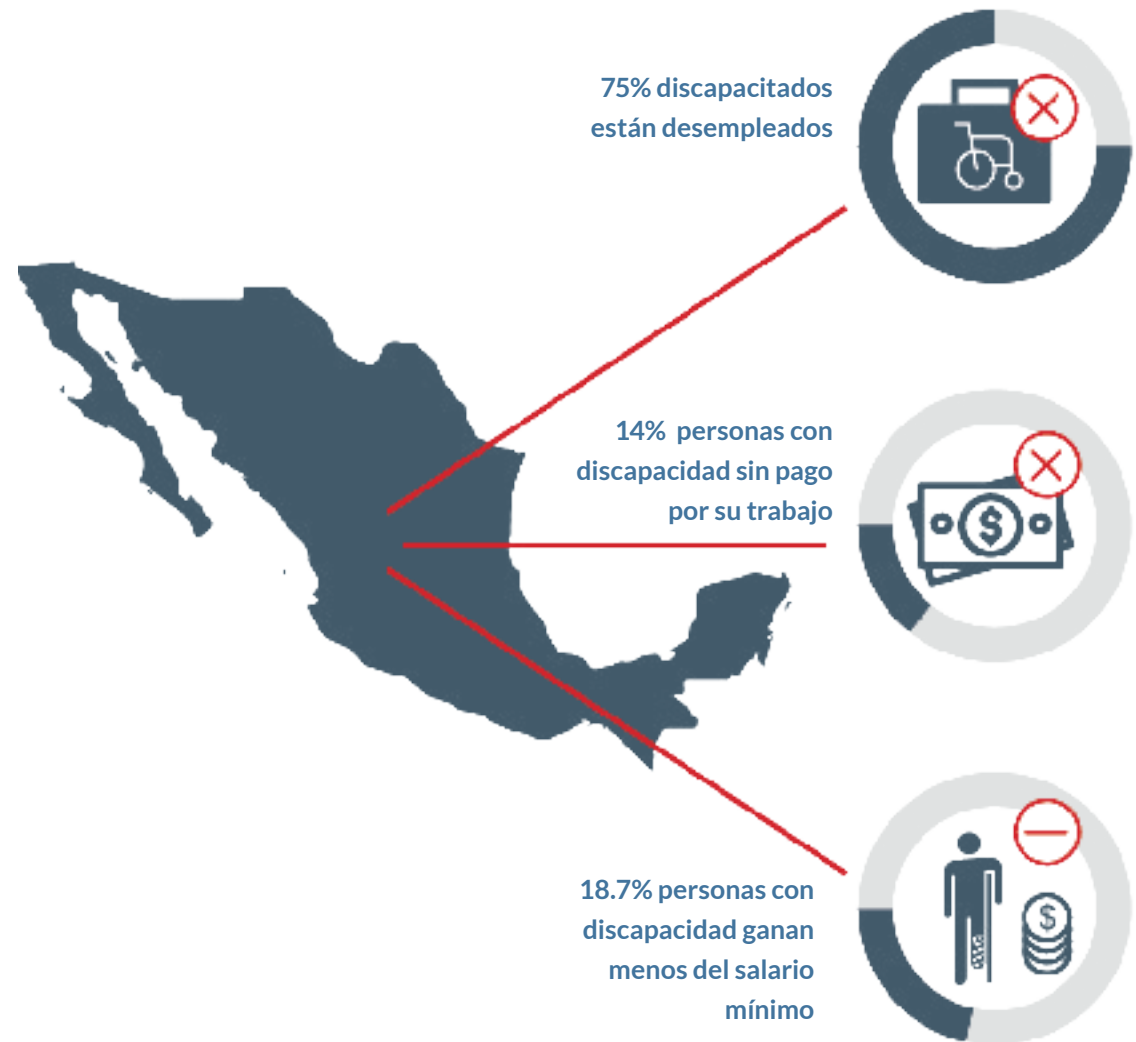 75% discapacitados
están desempleados
14% personas con
discapacidad sin pago
por su trabajo
$
18.7% personas con
discapacidad ganan
menos del salario
mínimo
$